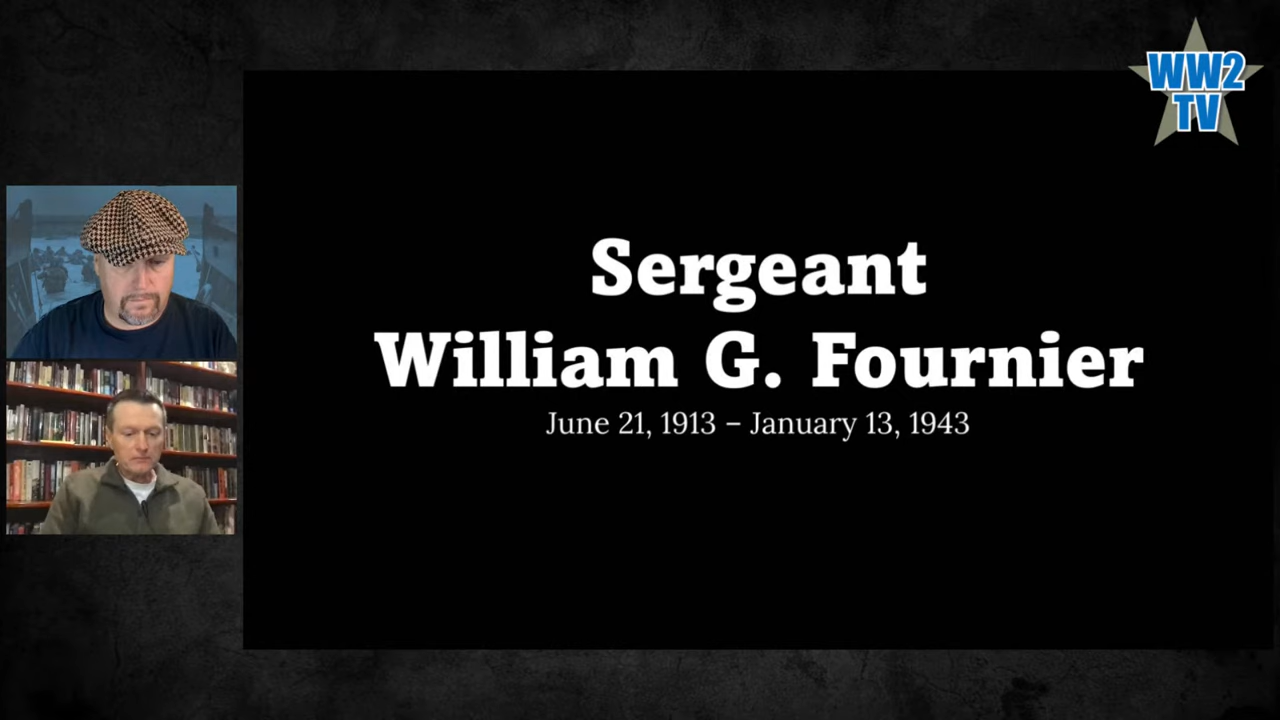 WW2
TV
Sergeant
William G. Fournier
June 21, 1913 – January 13, 1943